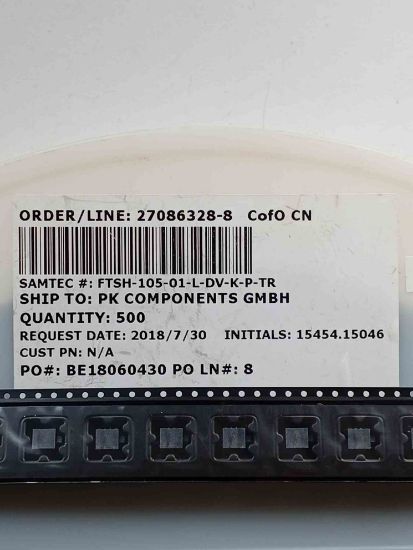 ORDER/LINE: 27086328-8 CofO CN
SAMTEC #: FTSH-105-01-L-DV-K-P-TR
SHIP TO: PK COMPONENTS GMBH
QUANTITY: 500
REQUEST DATE: 2018/7/30 INITIALS: 15454.15046
CUST PN: N/A
PO#: BE18060430 PO LN#: 8